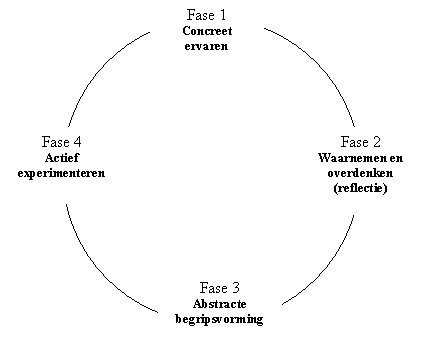 Fase 1
Concreet
ervaren
Fase 2
Waarnemen en
overdenken
(reflectie)
Fase 3
Abstracte
begripsvorming
Fase 4
Actief
experimenteren